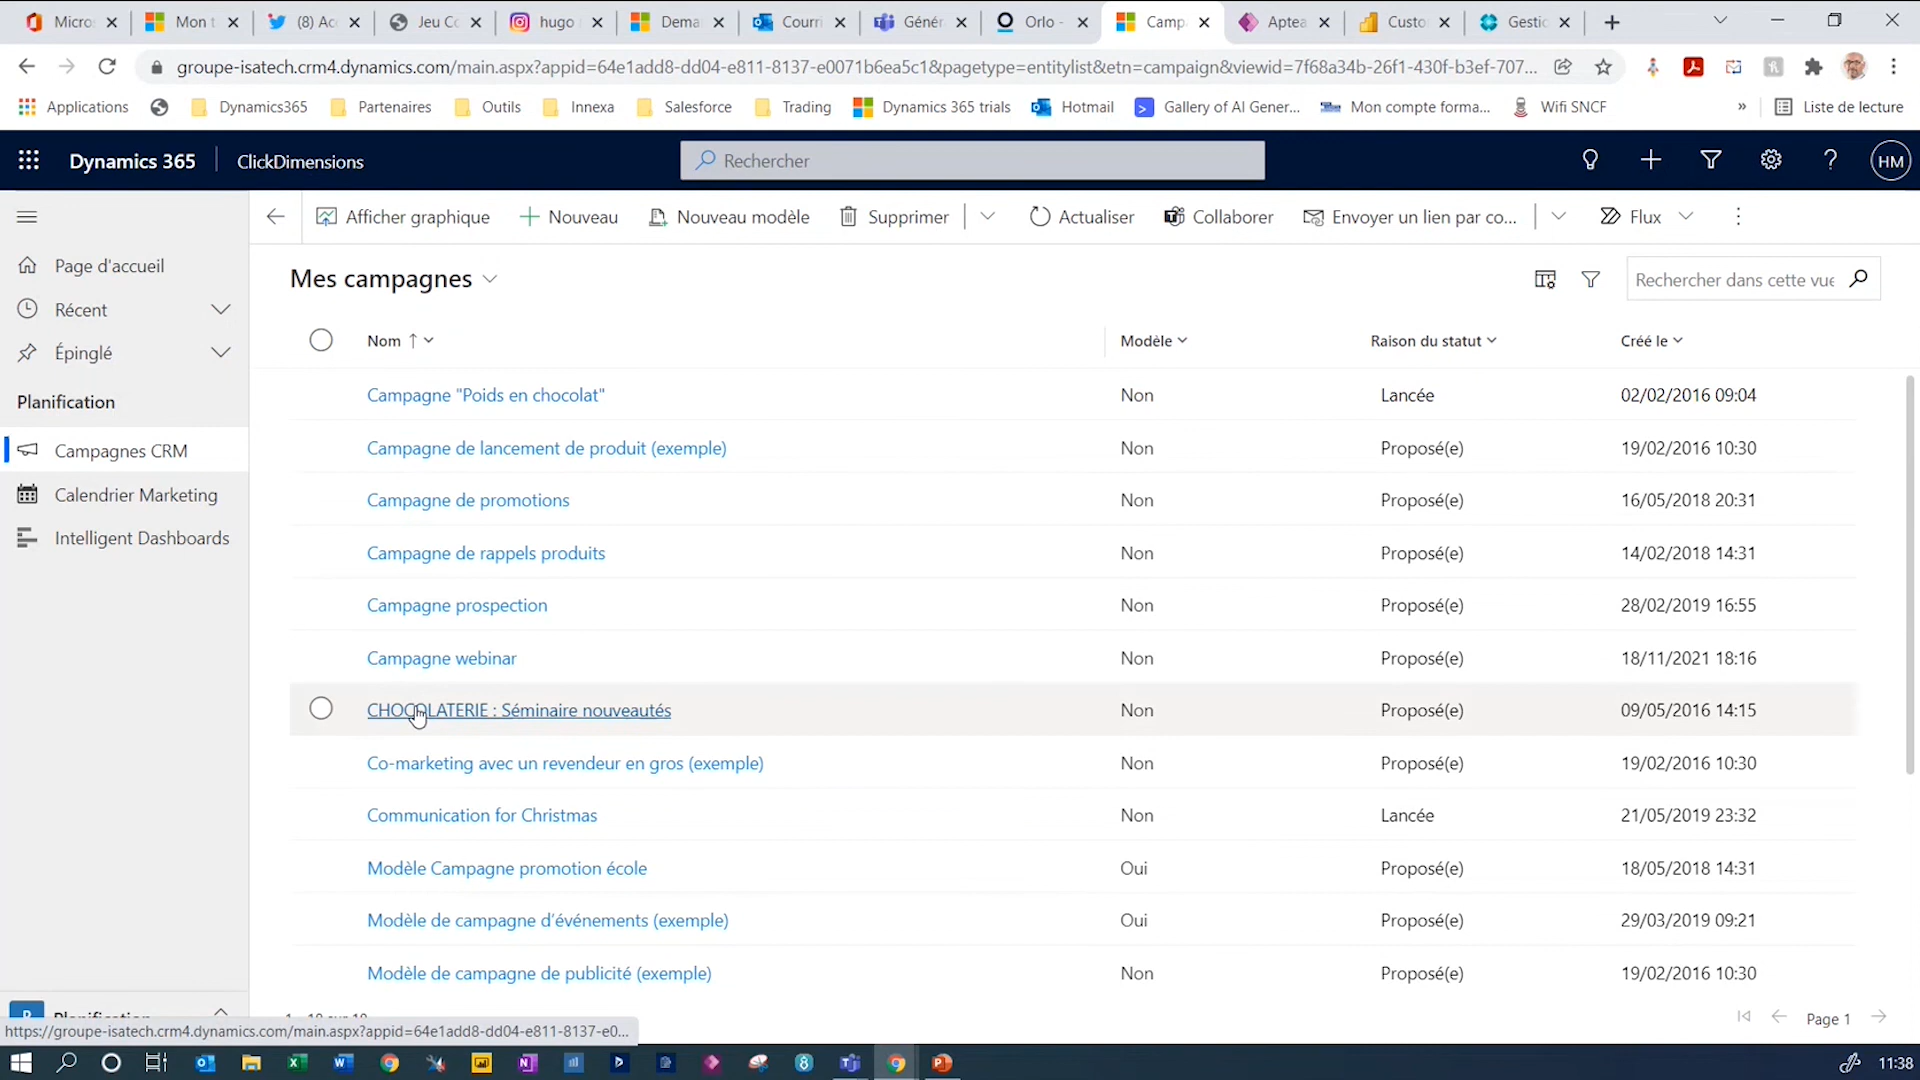 Micros
Mon t
(8) Ac
Jeu C
hugo
Dema
Courri
Génér
Orlo -
Camp
Aptea
Custo
Gestic
groupe-isatech.crm4.dynamics.com/main.aspx?appid=64e1add8-dd04-e811-8137-e0071b6ea5c1&pagetype=entitylist&etn=campaign&viewid=7f68a34b-26f1-430f-b3ef-707...
Applications
Dynamics365
Partenaires
Outils
Innexa
Salesforce
Trading
Dynamics 365 trials
Hotmail
Gallery of AI Gener...
Mon compte forma...
Wifi SNCF
»
Liste de lecture
Dynamics 365
ClickDimensions
Rechercher
HM
Afficher graphique
Nouveau
Nouveau modèle
Supprimer
Actualiser
Collaborer
Envoyer un lien par co...
Flux
Page d'accueil
Récent
Épinglé
Planification
Campagnes CRM
Calendrier Marketing
Intelligent Dashboards
Mes campagnes
Rechercher dans cette vue
Nom ↑ Modèle Raison du statut Créé le
Campagne "Poids en chocolat" Non Lancée 02/02/2016 09:04
Campagne de lancement de produit (exemple) Non Proposé(e) 19/02/2016 10:30
Campagne de promotions Non Proposé(e) 16/05/2018 20:31
Campagne de rappels produits Non Proposé(e) 14/02/2018 14:31
Campagne prospection Non Proposé(e) 28/02/2019 16:55
Campagne webinar Non Proposé(e) 18/11/2021 18:16
CHOCOLATERIE : Séminaire nouveautés Non Proposé(e) 09/05/2016 14:15
Co-marketing avec un revendeur en gros (exemple) Non Proposé(e) 19/02/2016 10:30
Communication for Christmas Non Lancée 21/05/2019 23:32
Modèle Campagne promotion école Oui Proposé(e) 18/05/2018 14:31
Modèle de campagne d'événements (exemple) Oui Proposé(e) 29/03/2019 09:21
Modèle de campagne de publicité (exemple) Non Proposé(e) 19/02/2016 10:30
Planification
Page 1
https://groupe-isatech.crm4.dynamics.com/main.aspx?appid=64e1add8-dd04-e811-8137-e0...
11:38